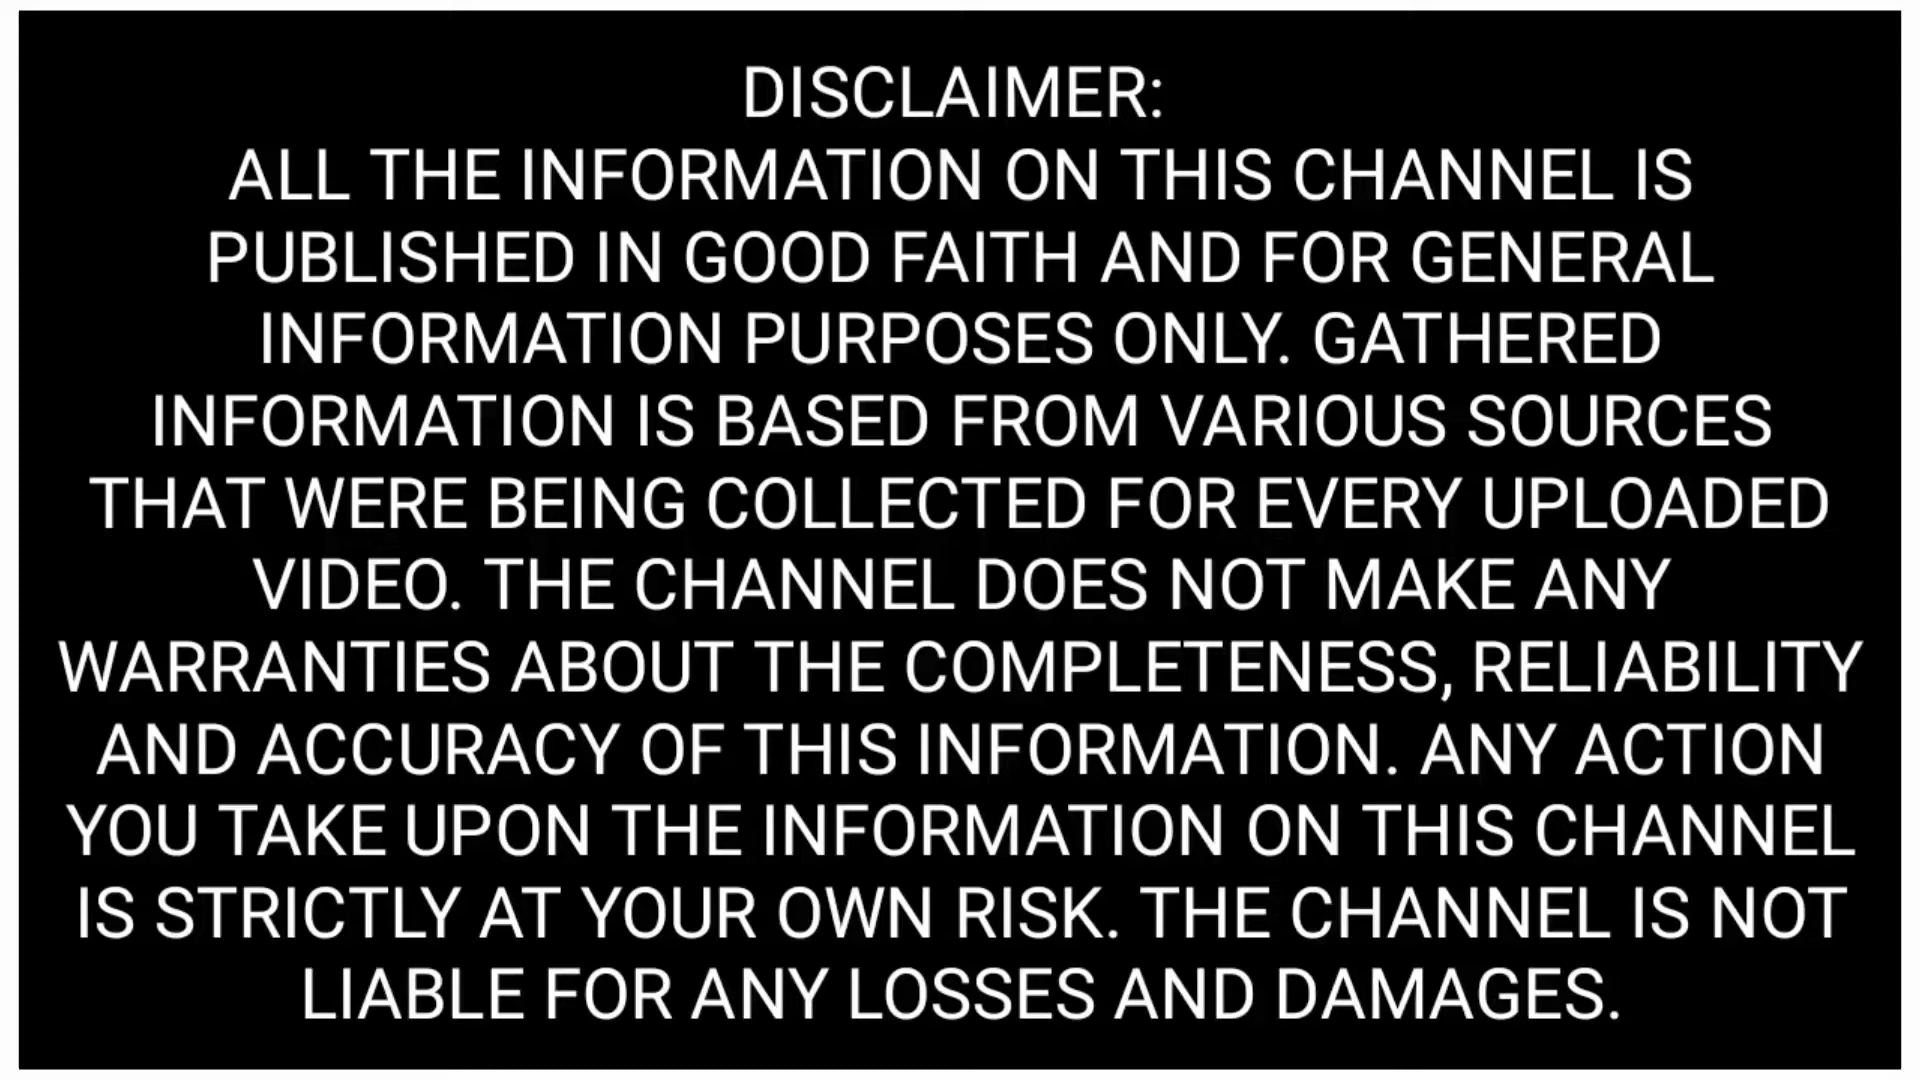 DISCLAIMER:
ALL THE INFORMATION ON THIS CHANNEL IS
PUBLISHED IN GOOD FAITH AND FOR GENERAL
INFORMATION PURPOSES ONLY. GATHERED
INFORMATION IS BASED FROM VARIOUS SOURCES
THAT WERE BEING COLLECTED FOR EVERY UPLOADED
VIDEO. THE CHANNEL DOES NOT MAKE ANY
WARRANTIES ABOUT THE COMPLETENESS, RELIABILITY
AND ACCURACY OF THIS INFORMATION. ANY ACTION
YOU TAKE UPON THE INFORMATION ON THIS CHANNEL
IS STRICTLY AT YOUR OWN RISK. THE CHANNEL IS NOT
LIABLE FOR ANY LOSSES AND DAMAGES.